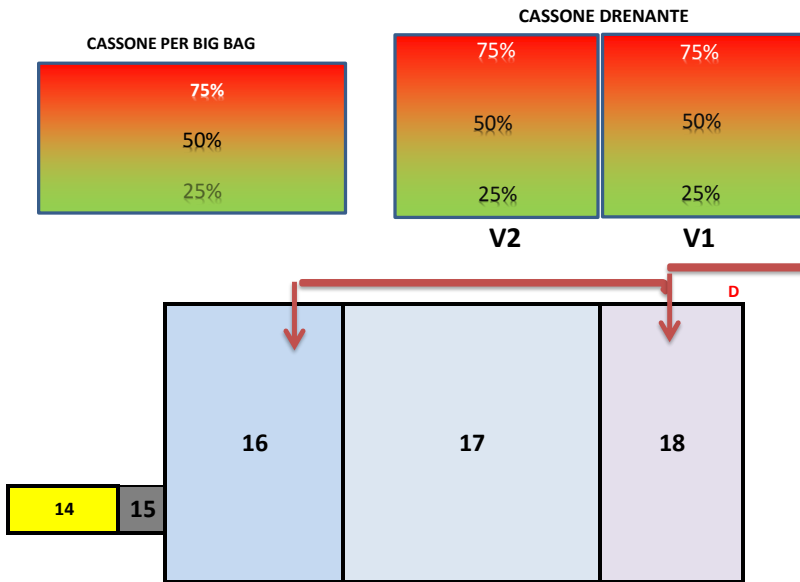 CASSONE DRENANTE
CASSONE PER BIG BAG
75%
50%
25%
75%
50%
25%
75%
50%
25%
V2
V1
D
16
17
18
14
15